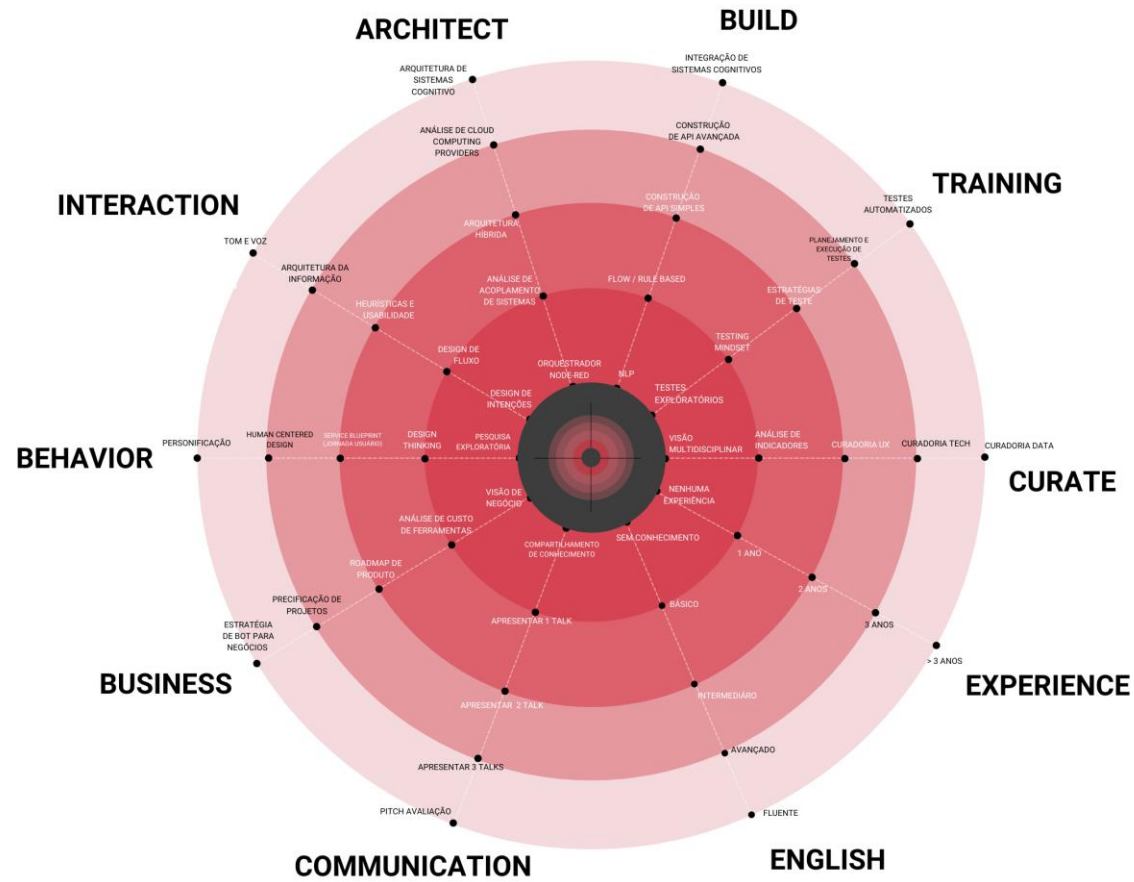 ARCHITECT
BUILD
ARQUITETURA DE
SISTEMAS
COGNITIVO
INTEGRAÇÃO DE
SISTEMAS COGNITIVOS
ANÁLISE DE CLOUD
COMPUTING
PROVIDERS
CONSTRUÇÃO
DE API AVANÇADA
CONSTRUÇÃO
DE API SIMPLES
ARQUITETURA
HÍBRIDA
ANÁLISE DE
ACOPLAMENTO
DE SISTEMAS
FLOW / RULE BASED
ORQUESTRADOR
NODE-RED
NLP
TRAINING
TESTES
AUTOMATIZADOS
PLANEJAMENTO E
EXECUÇÃO DE
TESTES
ESTRATÉGIAS
DE TESTE
TESTING
MINDSET
TESTES
EXPLORATÓRIOS
INTERACTION
TOM E VOZ
ARQUITETURA DA
INFORMAÇÃO
HEURÍSTICAS E
USABILIDADE
DESIGN DE
FLUXO
DESIGN DE
INTENÇÕES
BEHAVIOR
PERSONIFICAÇÃO
HUMAN CENTERED
DESIGN
SERVICE BLUEPRINT
(JORNADA USUÁRIO)
DESIGN
THINKING
PESQUISA
EXPLORATÓRIA
VISÃO
MULTIDISCIPLINAR
ANÁLISE DE
INDICADORES
CURADORIA UX
CURADORIA TECH
CURADORIA DATA
CURATE
VISÃO DE
NEGÓCIO
ANÁLISE DE CUSTO
DE FERRAMENTAS
ROADMAP DE
PRODUTO
PRECIFICAÇÃO DE
PROJETOS
ESTRATÉGIA
DE BOT PARA
NEGÓCIOS
BUSINESS
NENHUMA
EXPERIÊNCIA
1 ANO
2 ANOS
3 ANOS
> 3 ANOS
EXPERIENCE
COMPARTILHAMENTO
DE CONHECIMENTO
APRESENTAR 1 TALK
APRESENTAR 2 TALK
APRESENTAR 3 TALKS
PITCH AVALIAÇÃO
COMMUNICATION
SEM CONHECIMENTO
BÁSICO
INTERMEDIÁRO
AVANÇADO
FLUENTE
ENGLISH